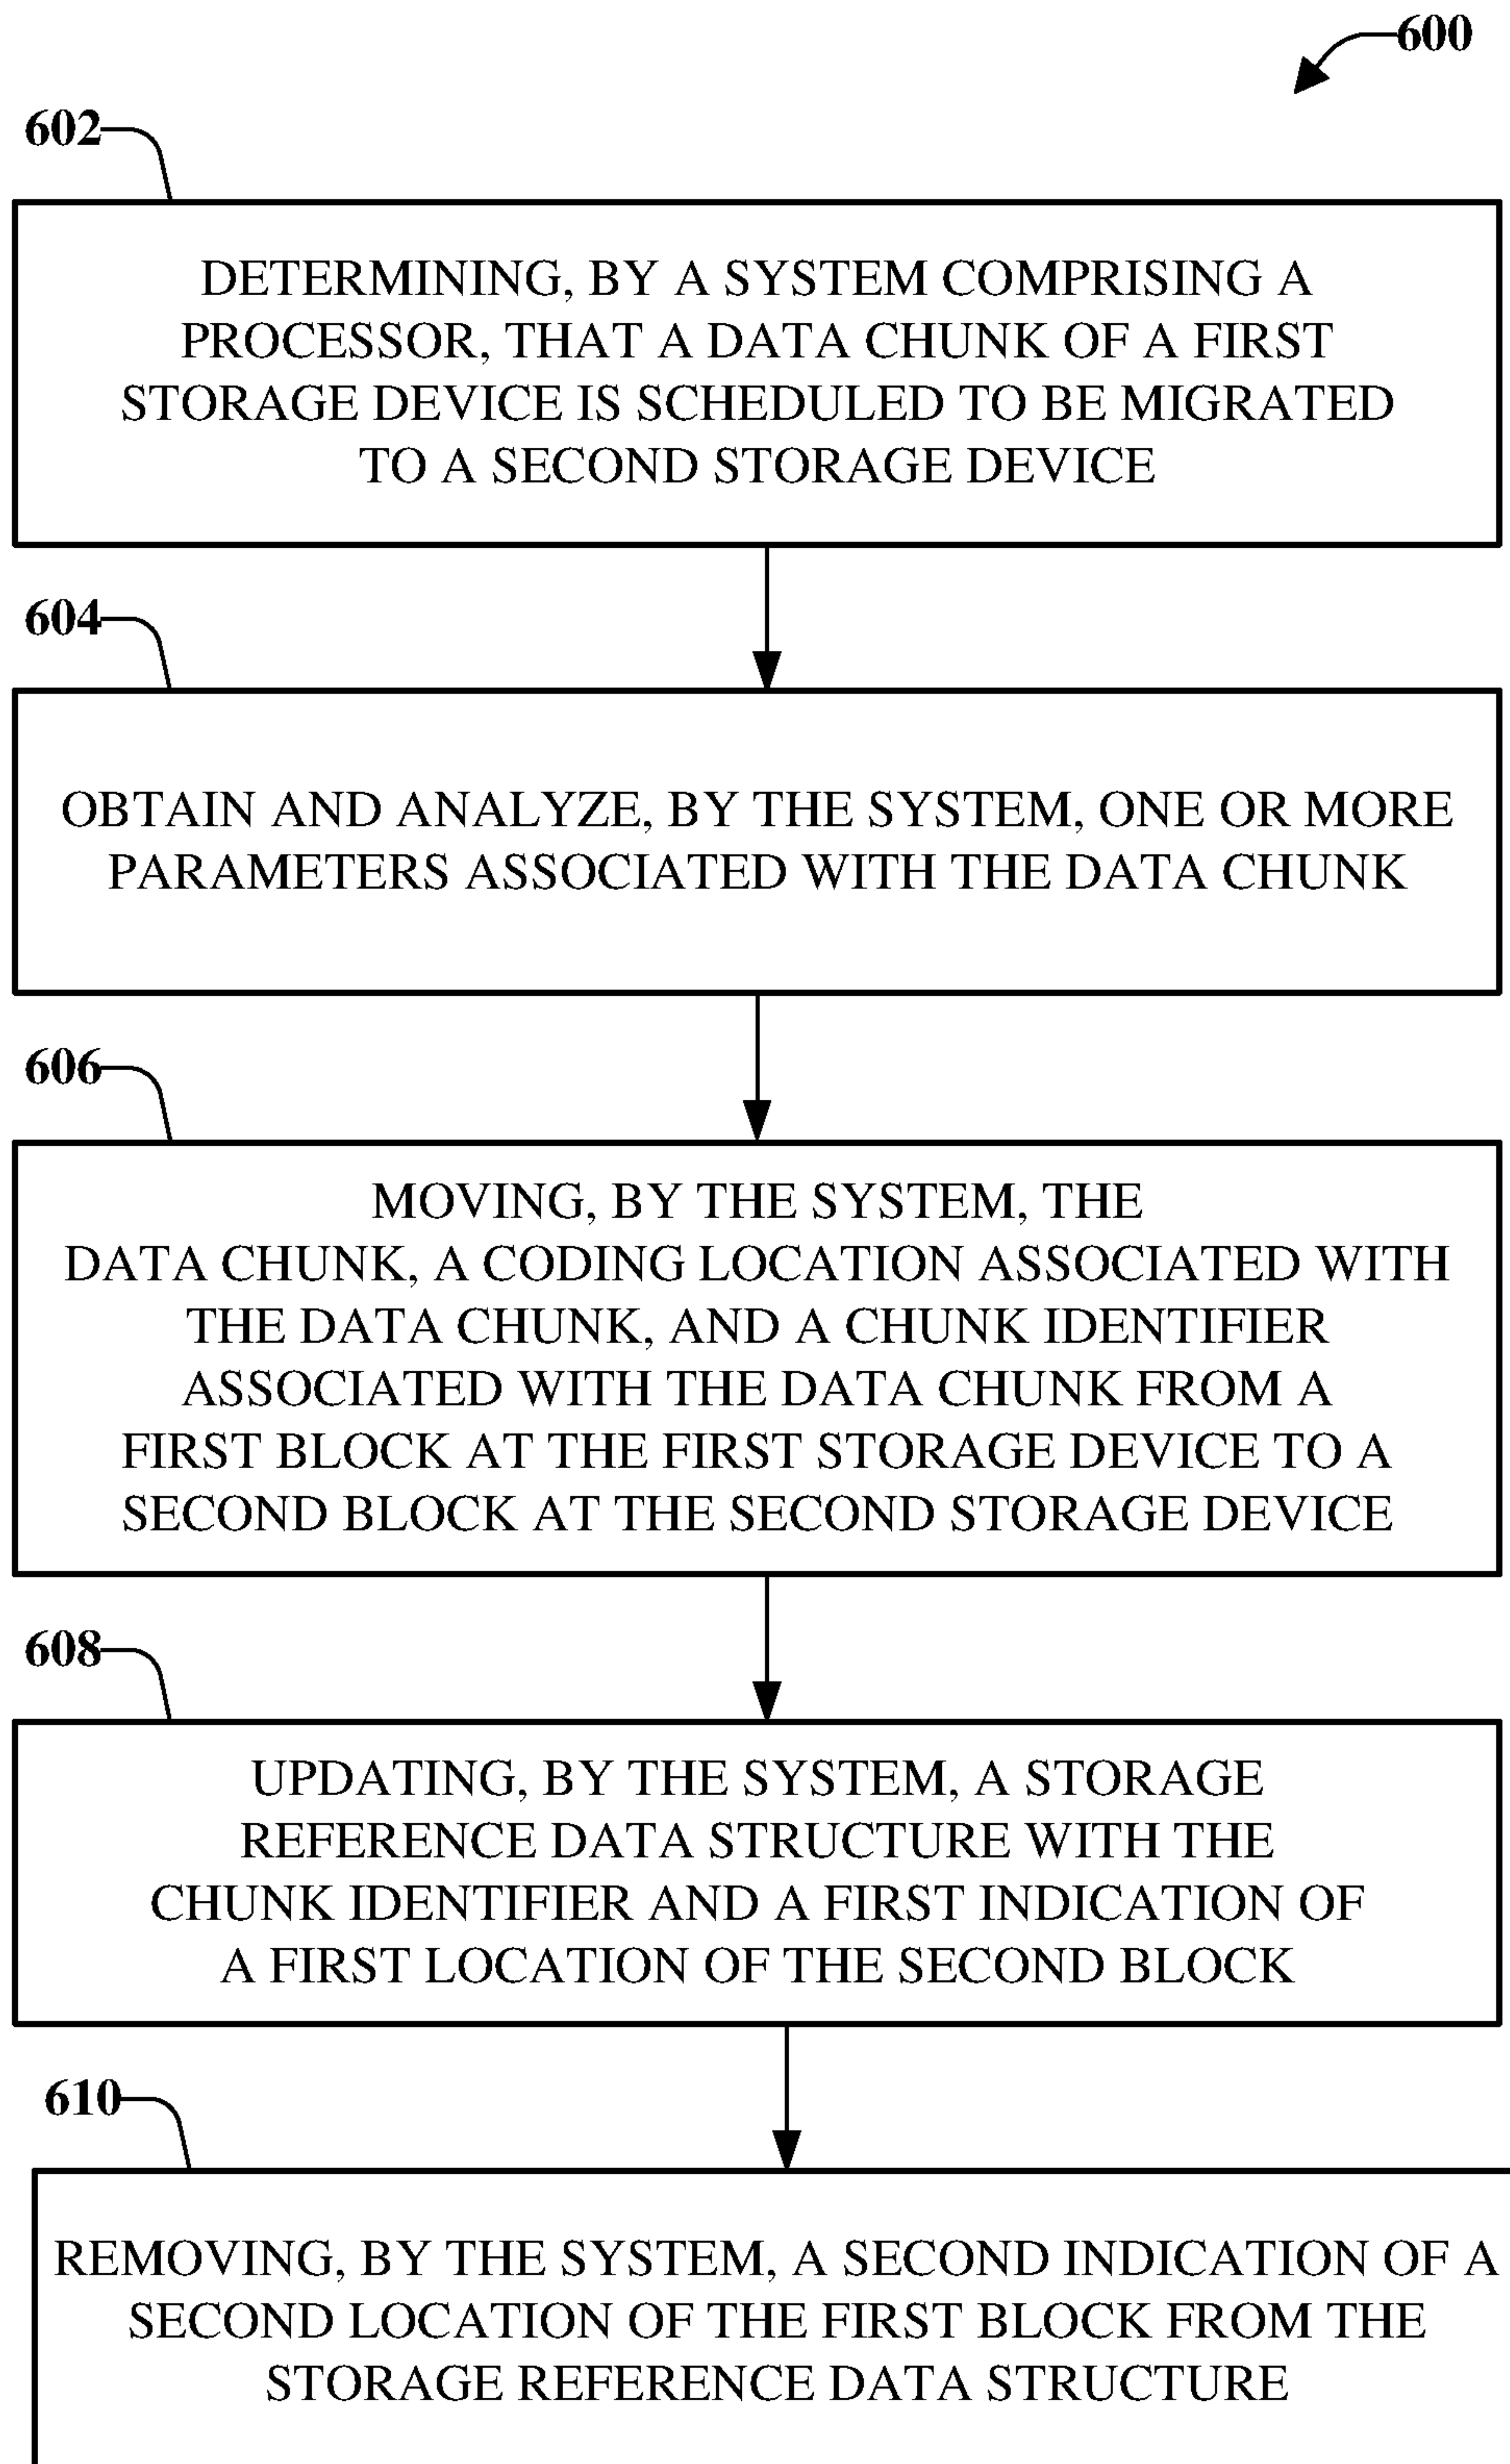 600
602
DETERMINING, BY A SYSTEM COMPRISING A
PROCESSOR, THAT A DATA CHUNK OF A FIRST
STORAGE DEVICE IS SCHEDULED TO BE MIGRATED
TO A SECOND STORAGE DEVICE
604
OBTAIN AND ANALYZE, BY THE SYSTEM, ONE OR MORE
PARAMETERS ASSOCIATED WITH THE DATA CHUNK
606
MOVING, BY THE SYSTEM, THE
DATA CHUNK, A CODING LOCATION ASSOCIATED WITH
THE DATA CHUNK, AND A CHUNK IDENTIFIER
ASSOCIATED WITH THE DATA CHUNK FROM A
FIRST BLOCK AT THE FIRST STORAGE DEVICE TO A
SECOND BLOCK AT THE SECOND STORAGE DEVICE
608
UPDATING, BY THE SYSTEM, A STORAGE
REFERENCE DATA STRUCTURE WITH THE
CHUNK IDENTIFIER AND A FIRST INDICATION OF
A FIRST LOCATION OF THE SECOND BLOCK
610
REMOVING, BY THE SYSTEM, A SECOND INDICATION OF A
SECOND LOCATION OF THE FIRST BLOCK FROM THE
STORAGE REFERENCE DATA STRUCTURE